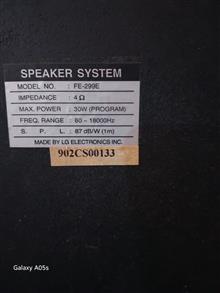 SPEAKER SYSTEM
MODEL NO. : FE-299E
IMPEDANCE : 4 Ω
MAX. POWER : 30W (PROGRAM)
FREQ. RANGE : 60 ~ 18000Hz
S. P. L. : 87 dB/W (1m)
MADE BY LG ELECTRONICS INC.
902CS00133
Galaxy A05s